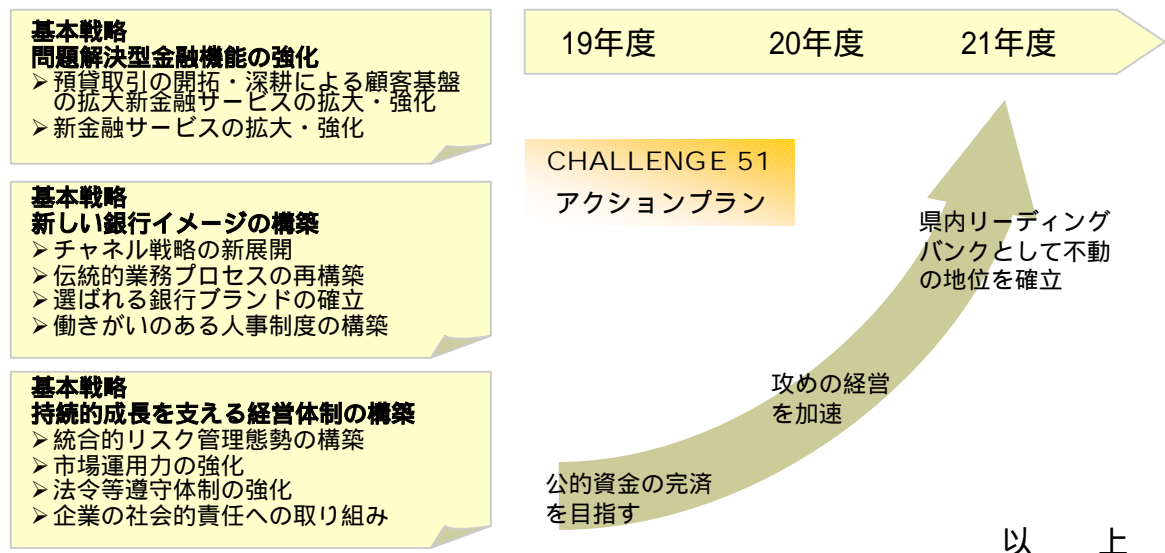 基本戦略
問題解決型金融機能の強化
➢預貸取引の開拓・深耕による顧客基盤
の拡大新金融サービスの拡大・強化
➢新金融サービスの拡大・強化
基本戦略
新しい銀行イメージの構築
➢チャネル戦略の新展開
➢伝統的業務プロセスの再構築
➢選ばれる銀行ブランドの確立
➢働きがいのある人事制度の構築
基本戦略
持続的成長を支える経営体制の構築
➢統合的リスク管理態勢の構築
➢市場運用力の強化
➢法令等遵守体制の強化
➢企業の社会的責任への取り組み
19年度 20年度 21年度
CHALLENGE 51
アクションプラン
県内リーディング
バンクとして不動
の地位を確立
攻めの経営
を加速
公的資金の完済
を目指す
以 上